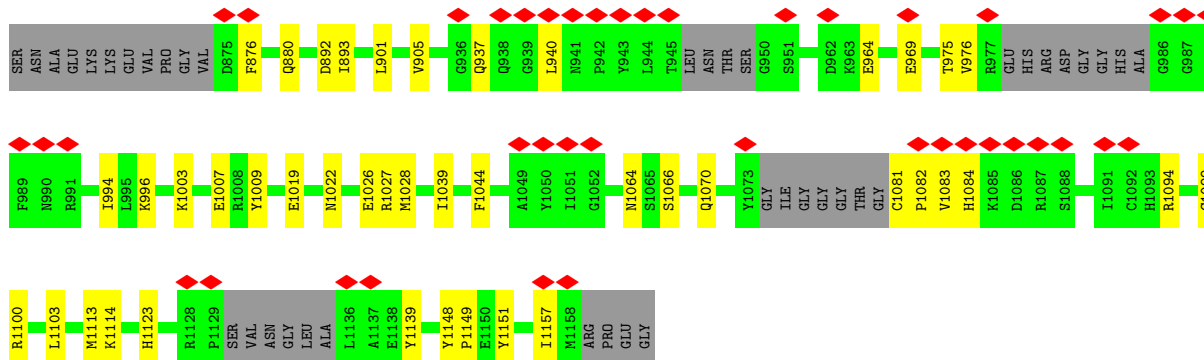 SER ASN ALA GLU LYS LYS GLU VAL PRO GLY VAL D875 F876 Q880 D892 I893 L901 V905 G936 Q937 Q938 G939 L940 N941 P942 Y943 L944 T945 LEU ASN THR SER G950 S951 D962 K963 E964 E969 T975 V976 R977 GLU HIS ARG ASP GLY GLY HIS ALA G986 G987
F989 N990 R991 I994 L995 K996 K1003 E1007 R1008 Y1009 E1019 N1022 E1026 R1027 M1028 I1039 F1044 A1049 Y1050 I1051 G1052 N1064 S1065 S1066 Q1070 Y1073 GLY ILE GLY GLY GLY THR GLY C1081 P1082 V1083 H1084 K1085 D1086 R1087 S1088 I1091 C1092 H1093 R1094
R1100 L1103 M1113 K1114 H1123 R1128 P1129 SER VAL ASN GLY LEU ALA L1136 A1137 E1138 Y1139 Y1148 P1149 E1150 Y1151 I1157 M1158 ARG PRO GLU GLY